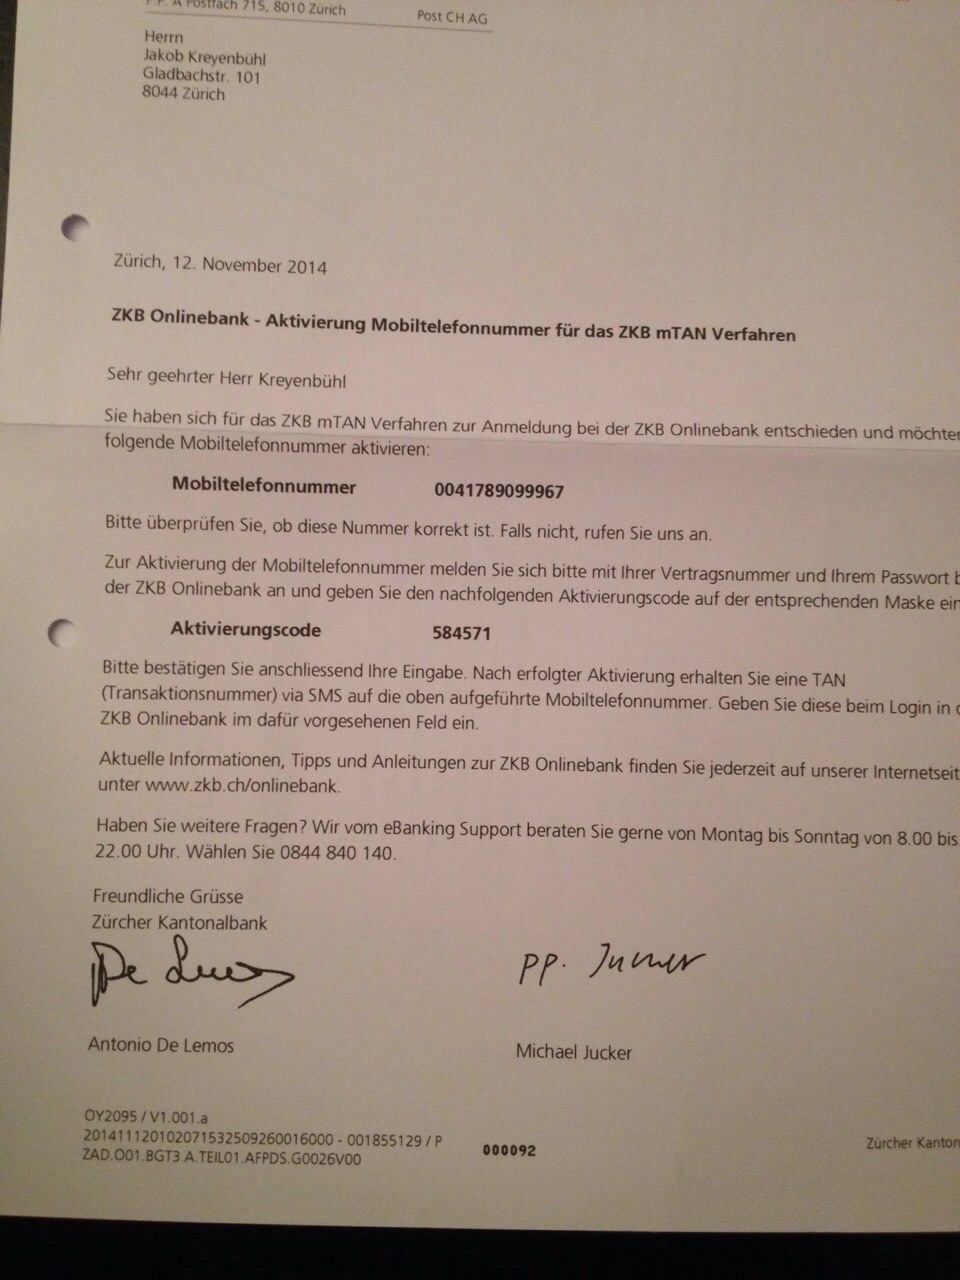 P.P. A Postfach 715, 8010 Zürich
Post CH AG
Herrn
Jakob Kreyenbühl
Gladbachstr. 101
8044 Zürich
Zürich, 12. November 2014
ZKB Onlinebank - Aktivierung Mobiltelefonnummer für das ZKB mTAN Verfahren
Sehr geehrter Herr Kreyenbühl
Sie haben sich für das ZKB mTAN Verfahren zur Anmeldung bei der ZKB Onlinebank entschieden und möchten
folgende Mobiltelefonnummer aktivieren:
Mobiltelefonnummer 0041789099967
Bitte überprüfen Sie, ob diese Nummer korrekt ist. Falls nicht, rufen Sie uns an.
Zur Aktivierung der Mobiltelefonnummer melden Sie sich bitte mit Ihrer Vertragsnummer und Ihrem Passwort b
der ZKB Onlinebank an und geben Sie den nachfolgenden Aktivierungscode auf der entsprechenden Maske ein
Aktivierungscode 584571
Bitte bestätigen Sie anschliessend Ihre Eingabe. Nach erfolgter Aktivierung erhalten Sie eine TAN
(Transaktionsnummer) via SMS auf die oben aufgeführte Mobiltelefonnummer. Geben Sie diese beim Login in d
ZKB Onlinebank im dafür vorgesehenen Feld ein.
Aktuelle Informationen, Tipps und Anleitungen zur ZKB Onlinebank finden Sie jederzeit auf unserer Internetseit
unter www.zkb.ch/onlinebank.
Haben Sie weitere Fragen? Wir vom eBanking Support beraten Sie gerne von Montag bis Sonntag von 8.00 bis
22.00 Uhr. Wählen Sie 0844 840 140.
Freundliche Grüsse
Zürcher Kantonalbank
De Lemos
pp. Jucker
Antonio De Lemos
Michael Jucker
OY2095 / V1.001.a
201411120102071532509260016000 - 001855129 / P
ZAD.O01.BGT3.A.TEIL01.AFPDS.G0026V00
000092
Zürcher Kanton